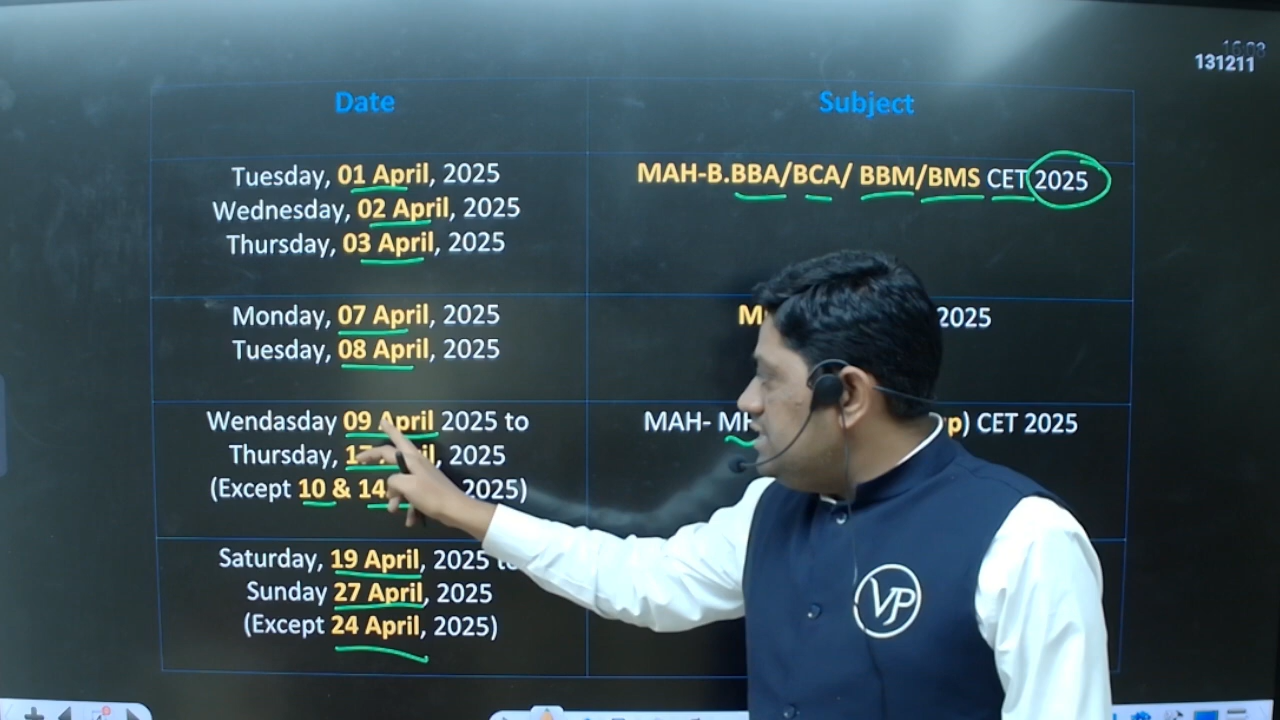 16:08
131211
Date
Subject
Tuesday, 01 April, 2025
Wednesday, 02 April, 2025
Thursday, 03 April, 2025
MAH-B.BBA/BCA/ BBM/BMS CET 2025
Monday, 07 April, 2025
Tuesday, 08 April, 2025
2025
Wendasday 09 April 2025 to
Thursday, 2025
(Except 10 & 14 2025)
MAH- CET 2025
Saturday, 19 April, 2025
Sunday 27 April, 2025
(Except 24 April, 2025)
VP